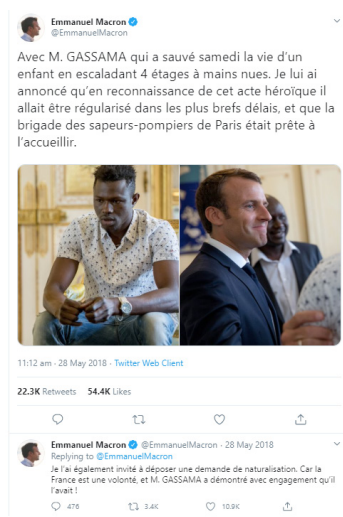 Emmanuel Macron
@EmmanuelMacron
Avec M. GASSAMA qui a sauvé samedi la vie d'un
enfant en escaladant 4 étages à mains nues. Je lui ai
annoncé qu'en reconnaissance de cet acte héroïque il
allait être régularisé dans les plus brefs délais, et que la
brigade des sapeurs-pompiers de Paris était prête à
l'accueillir.
11:12 am · 28 May 2018 · Twitter Web Client
22.3K Retweets 54.4K Likes
Emmanuel Macron @EmmanuelMacron · 28 May 2018
Replying to @EmmanuelMacron
Je l'ai également invité à déposer une demande de naturalisation. Car la
France est une volonté, et M. GASSAMA a démontré avec engagement qu'il
l'avait !
476 3.4K 10.9K